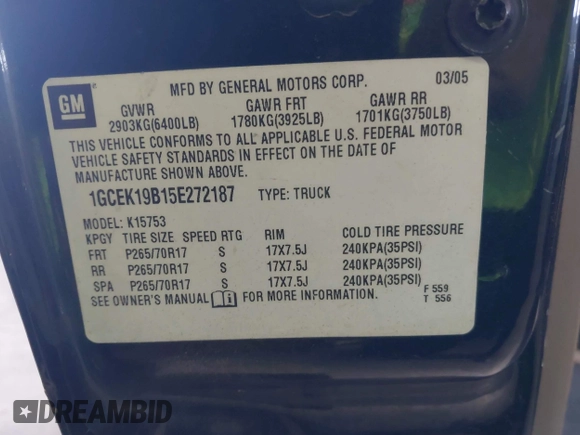 GM
MFD BY GENERAL MOTORS CORP. 03/05
GVWR GAWR FRT GAWR RR
2903KG(6400LB) 1780KG(3925LB) 1701KG(3750LB)
THIS VEHICLE CONFORMS TO ALL APPLICABLE U.S. FEDERAL MOTOR
VEHICLE SAFETY STANDARDS IN EFFECT ON THE DATE OF
MANUFACTURE SHOWN ABOVE.
1GCEK19B15E272187 TYPE: TRUCK
MODEL: K15753
KPGY TIRE SIZE SPEED RTG RIM COLD TIRE PRESSURE
FRT P265/70R17 S 17X7.5J 240KPA(35PSI)
RR P265/70R17 S 17X7.5J 240KPA(35PSI)
SPA P265/70R17 S 17X7.5J 240KPA(35PSI)
SEE OWNER'S MANUAL FOR MORE INFORMATION.
F 559
T 556
DREAMBID